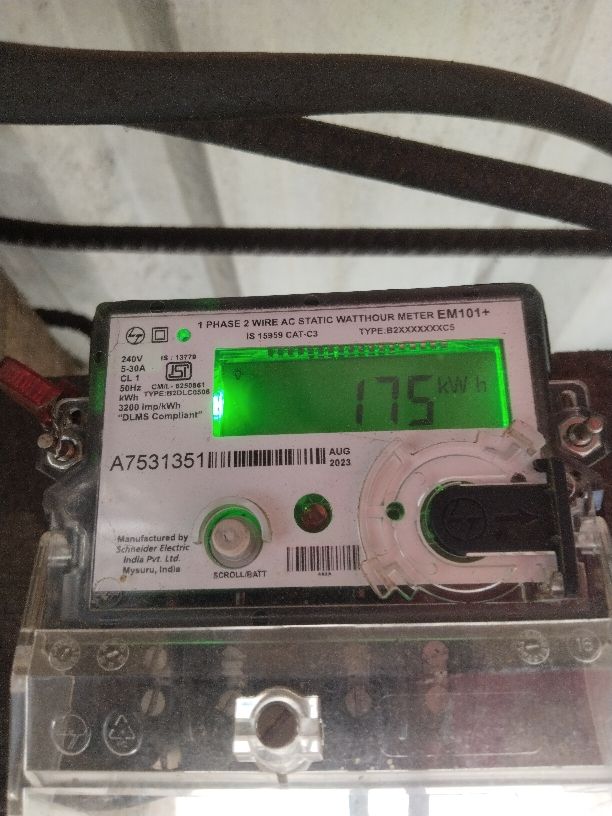 1 PHASE 2 WIRE AC STATIC WATTHOUR METER EM101+
IS 15959 CAT-C3 TYPE:B2XXXXXXXC5
240V IS : 13779
5-30A
CL 1 ISI
50Hz CM/L - 8250861
kWh TYPE:B2DLC0506
3200 imp/kWh
"DLMS Compliant"
175 kWh
A7531351 AUG
2023
Manufactured by
Schneider Electric
India Pvt. Ltd.
Mysuru, India
SCROLL/BATT